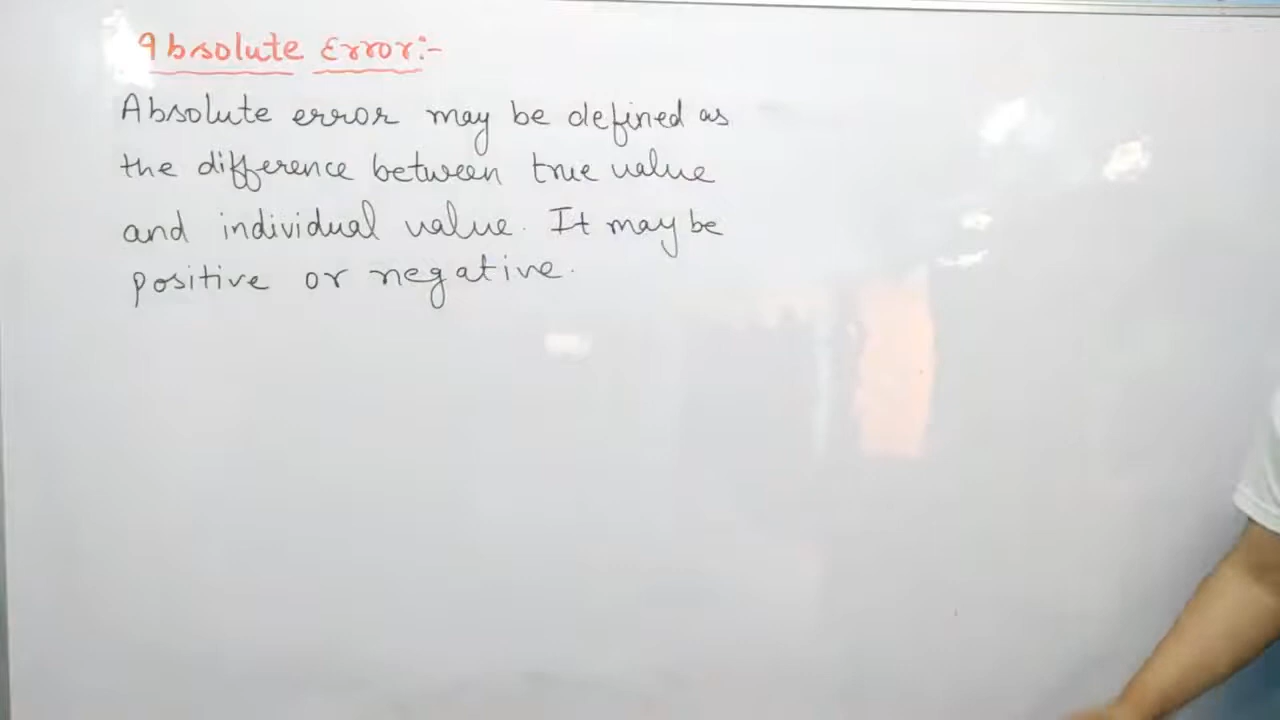 Absolute Error:-
Absolute error may be defined as
the difference between true value
and individual value. It may be
positive or negative.